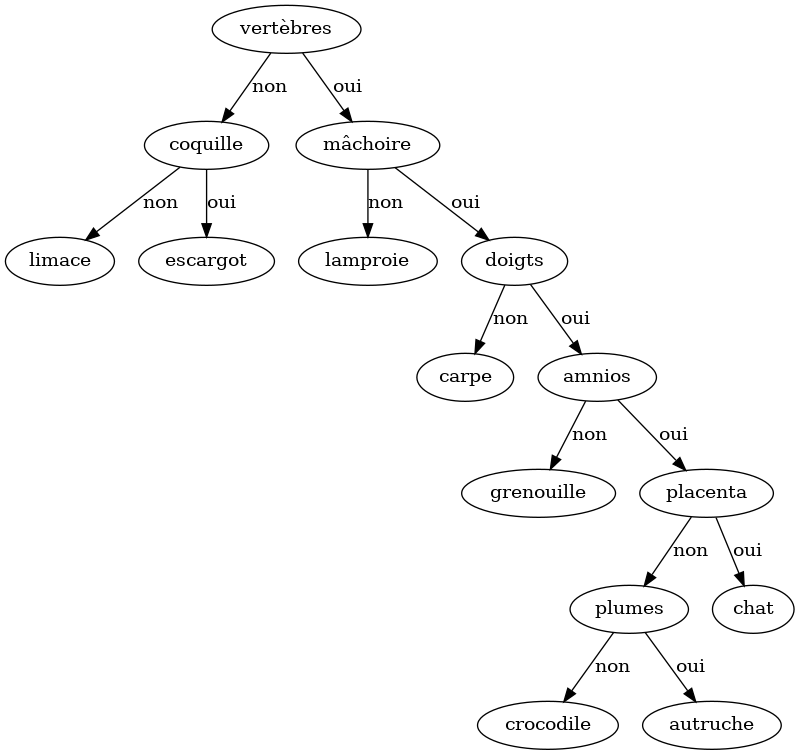 vertèbres
non
oui
coquille
mâchoire
non
oui
non
oui
limace
escargot
lamproie
doigts
non
oui
carpe
amnios
non
oui
grenouille
placenta
non
oui
plumes
chat
non
oui
crocodile
autruche